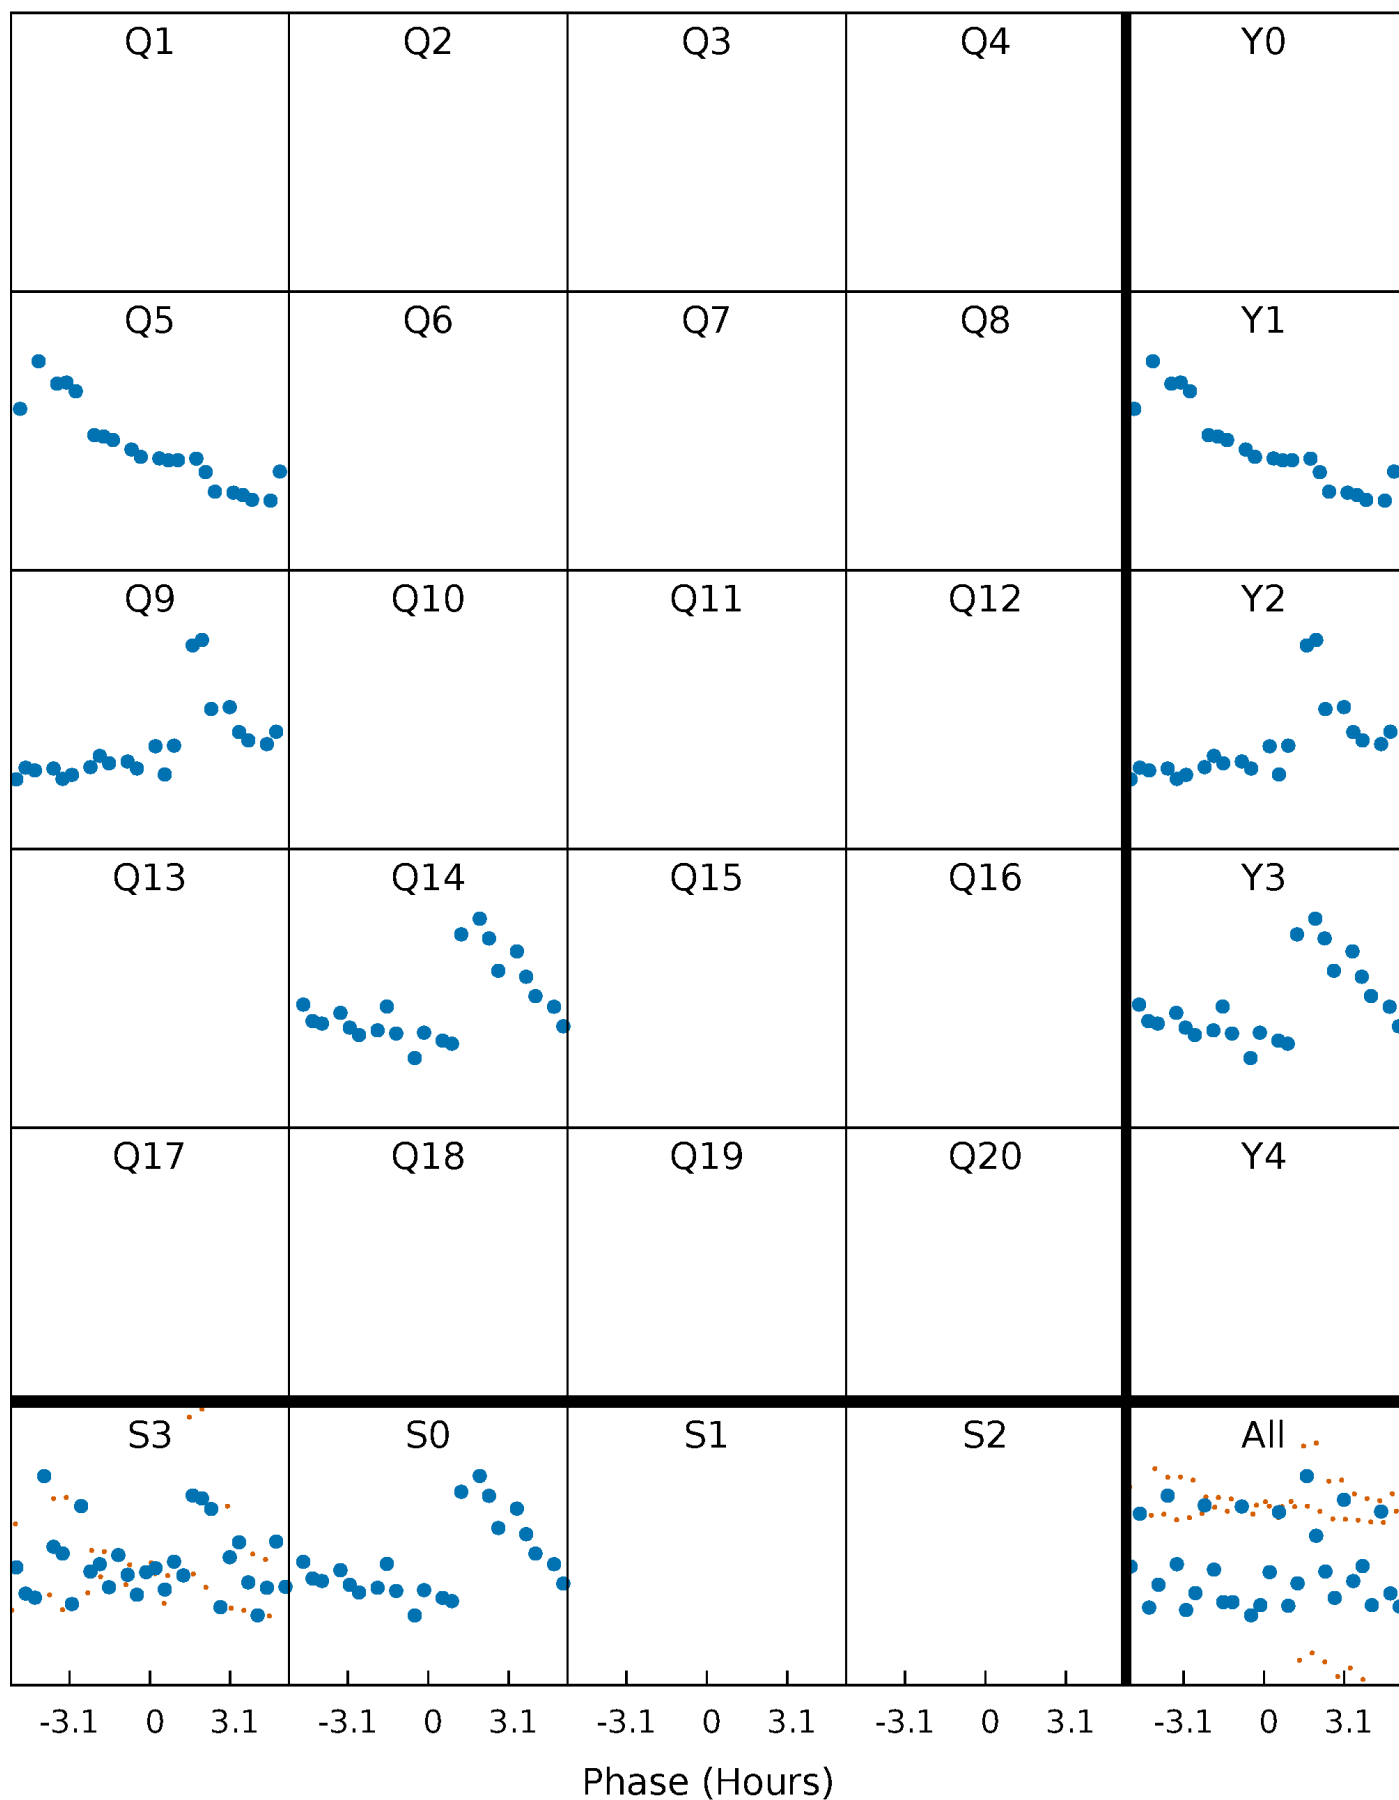 Q1 Q2 Q3 Q4 Y0
Q5 Q6 Q7 Q8 Y1
Q9 Q10 Q11 Q12 Y2
Q13 Q14 Q15 Q16 Y3
Q17 Q18 Q19 Q20 Y4
S3 S0 S1 S2 All
-3.1 0 3.1 -3.1 0 3.1 -3.1 0 3.1 -3.1 0 3.1 -3.1 0 3.1
Phase (Hours)